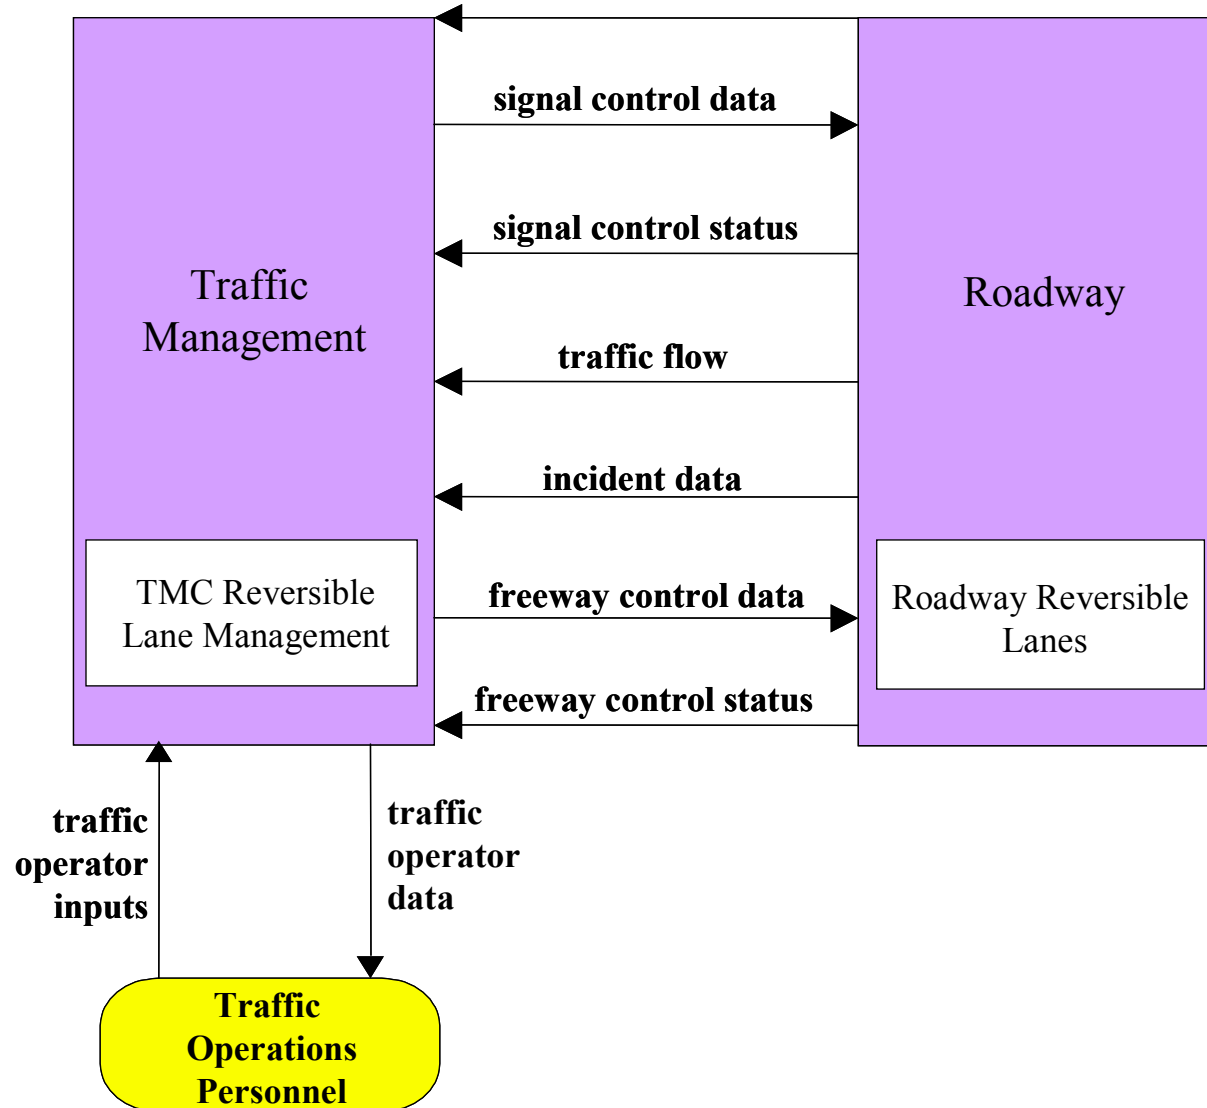 signal control data
signal control status
Traffic
Management
Roadway
traffic flow
incident data
TMC Reversible
Lane Management
freeway control data
Roadway Reversible
Lanes
freeway control status
traffic
operator
inputs
traffic
operator
data
Traffic
Operations
Personnel